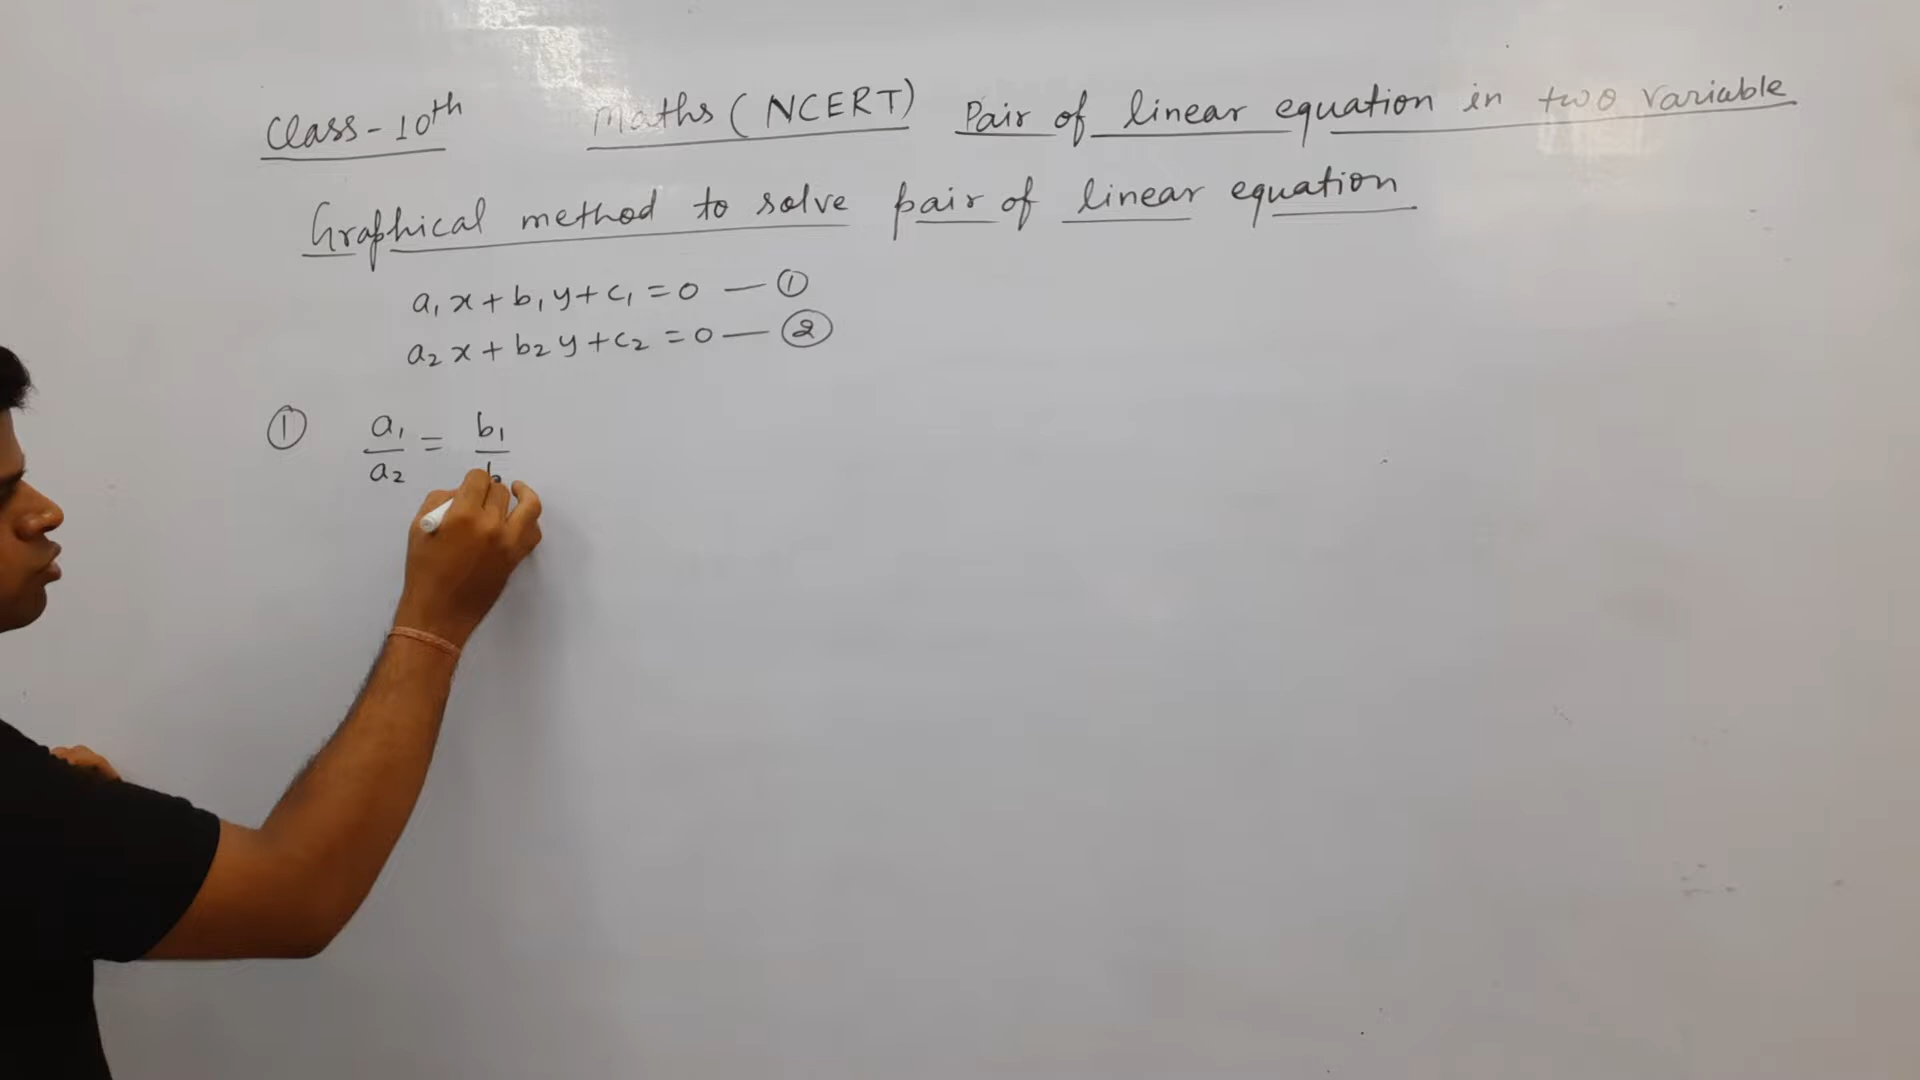 Class-10th Maths (NCERT) Pair of linear equation in two variable
Graphical method to solve pair of linear equation
a₁x+b₁y+c₁=0 — ①
a₂x+b₂y+c₂=0 — ②
① a₁/a₂ = b₁/b